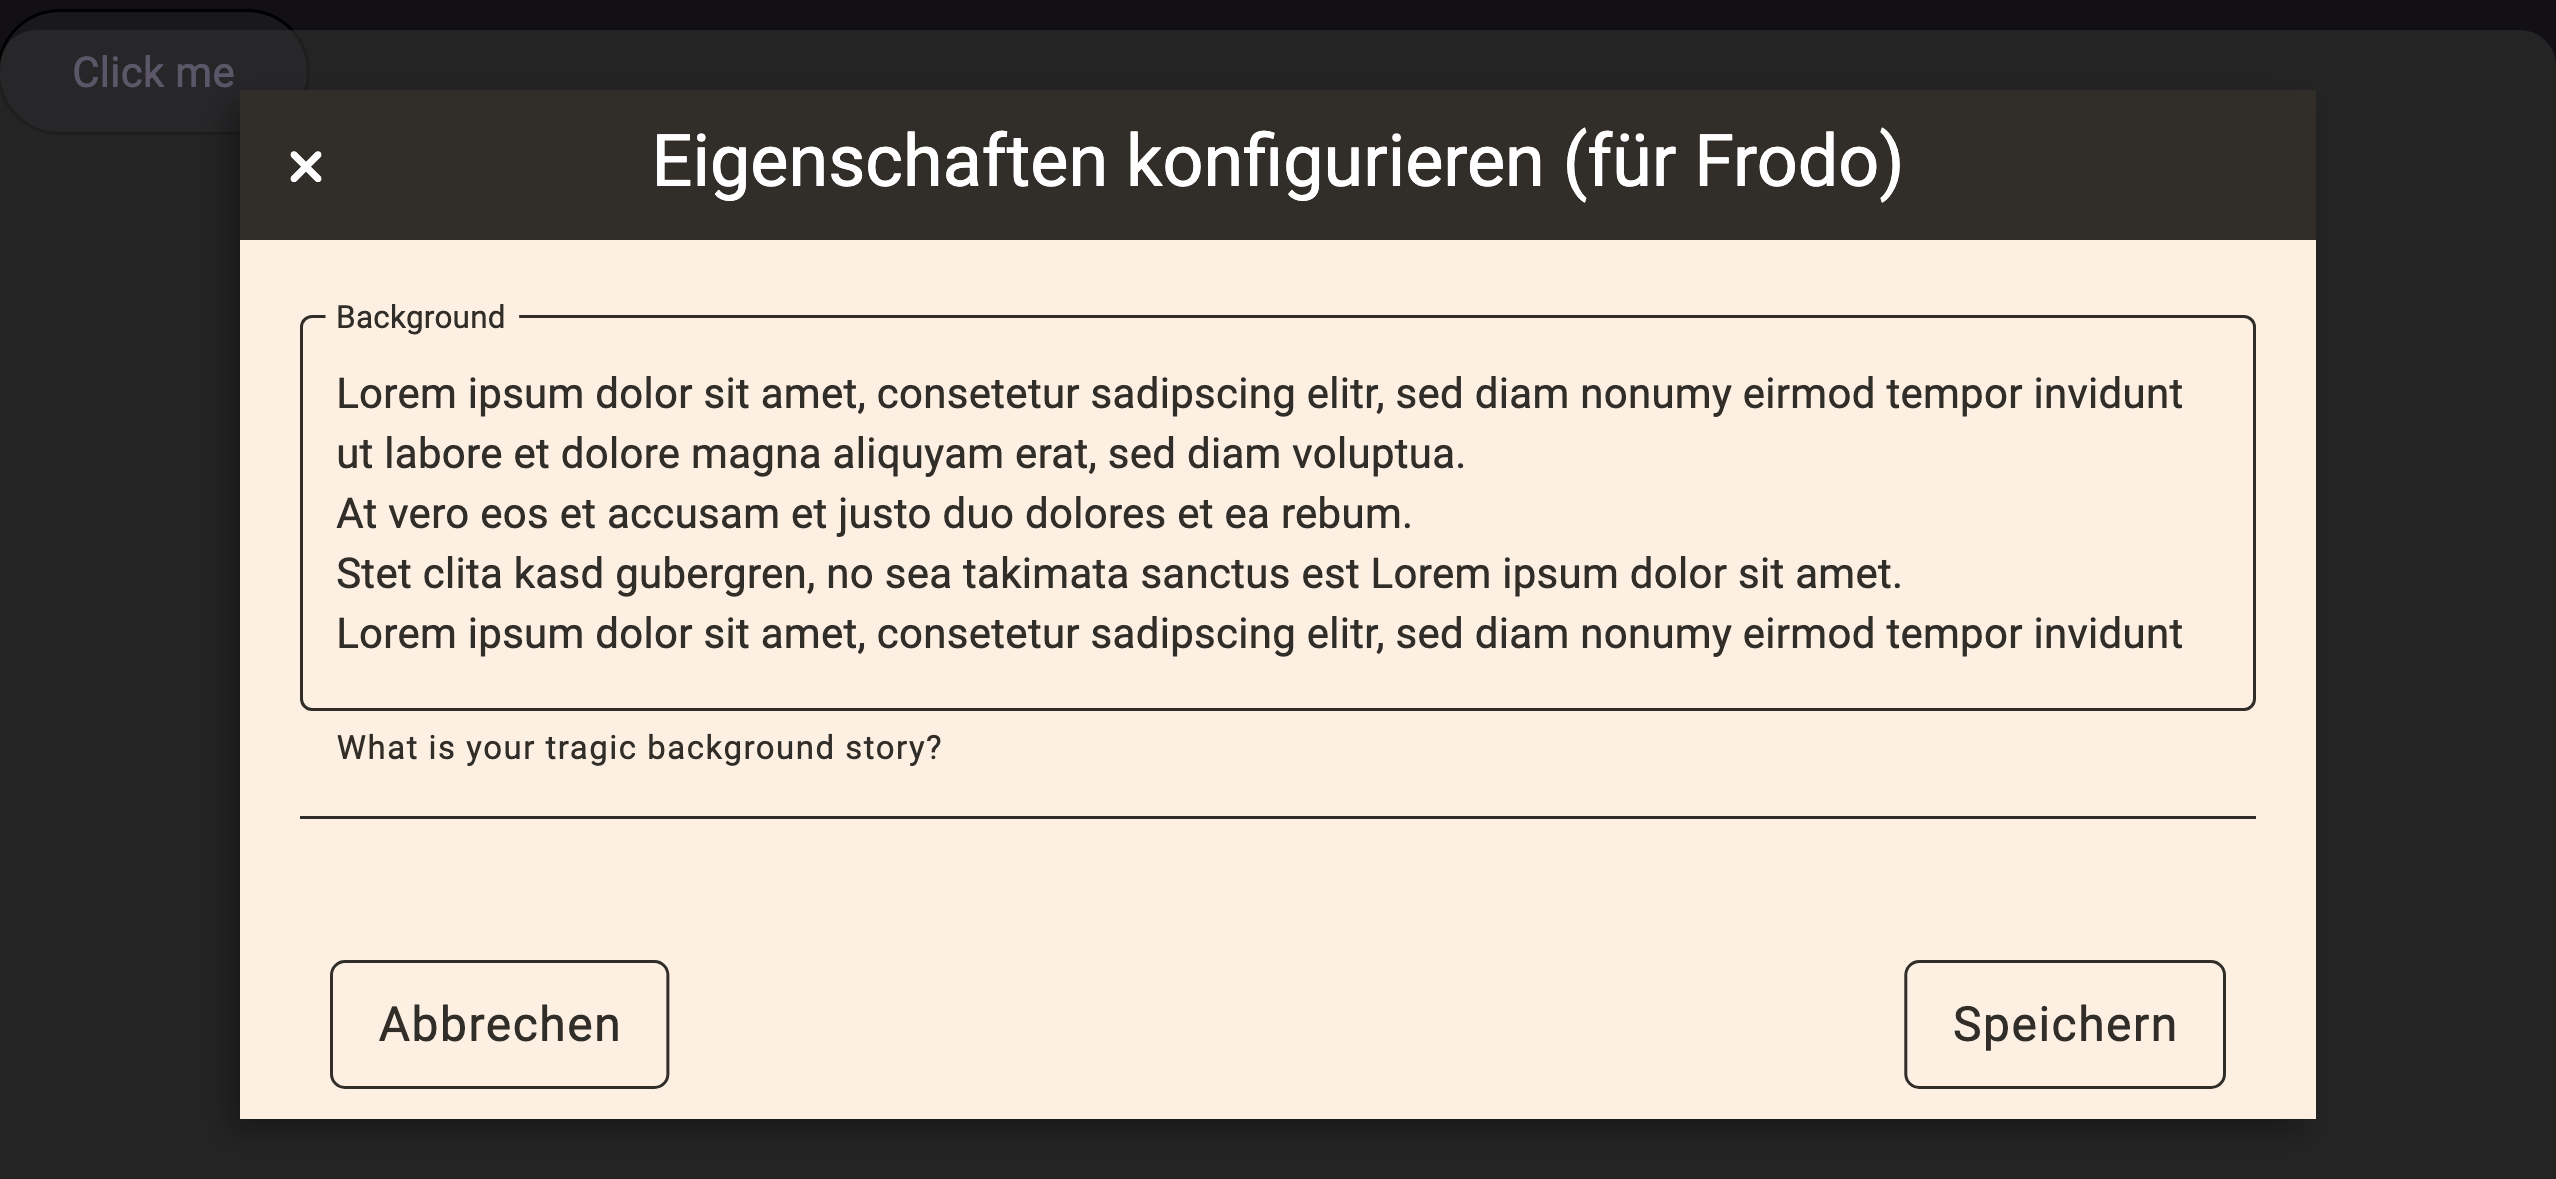 Click me
Eigenschaften konfigurieren (für Frodo)
Background
Lorem ipsum dolor sit amet, consetetur sadipscing elitr, sed diam nonumy eirmod tempor invidunt
ut labore et dolore magna aliquyam erat, sed diam voluptua.
At vero eos et accusam et justo duo dolores et ea rebum.
Stet clita kasd gubergren, no sea takimata sanctus est Lorem ipsum dolor sit amet.
Lorem ipsum dolor sit amet, consetetur sadipscing elitr, sed diam nonumy eirmod tempor invidunt
What is your tragic background story?
Abbrechen
Speichern